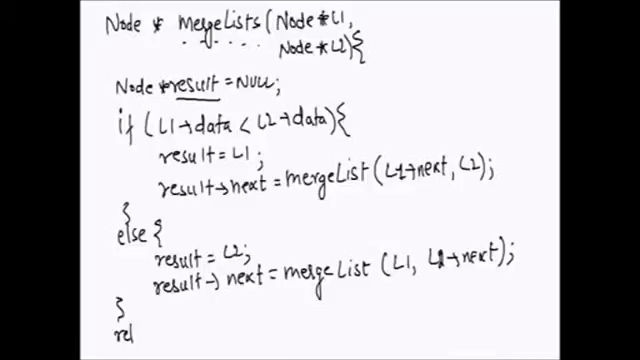 Node * mergeLists(Node*L1,
Node*L2){
Node *result = NULL;
if (L1→data < L2→data){
result = L1;
result→next = mergeList(L1→next, L2);
}
else {
result = L2;
result→next = mergeList (L1, L2→next);
}
ret